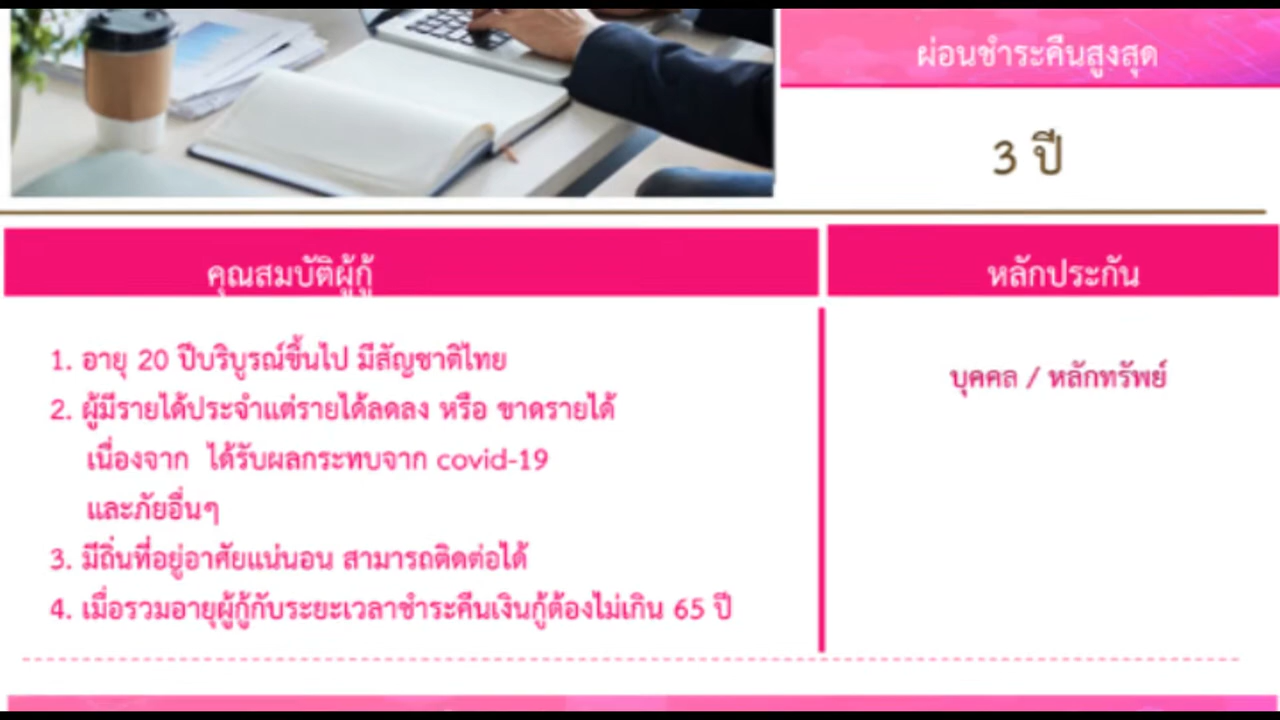 ผ่อนชำระคืนสูงสุด
3 ปี
คุณสมบัติผู้กู้
1. อายุ 20 ปีบริบูรณ์ขึ้นไป มีสัญชาติไทย
2. ผู้มีรายได้ประจำแต่รายได้ลดลง หรือ ขาดรายได้
เนื่องจาก ได้รับผลกระทบจาก covid-19
และภัยอื่นๆ
3. มีถิ่นที่อยู่อาศัยแน่นอน สามารถติดต่อได้
4. เมื่อรวมอายุผู้กู้กับระยะเวลาชำระคืนเงินกู้ต้องไม่เกิน 65 ปี
หลักประกัน
บุคคล / หลักทรัพย์